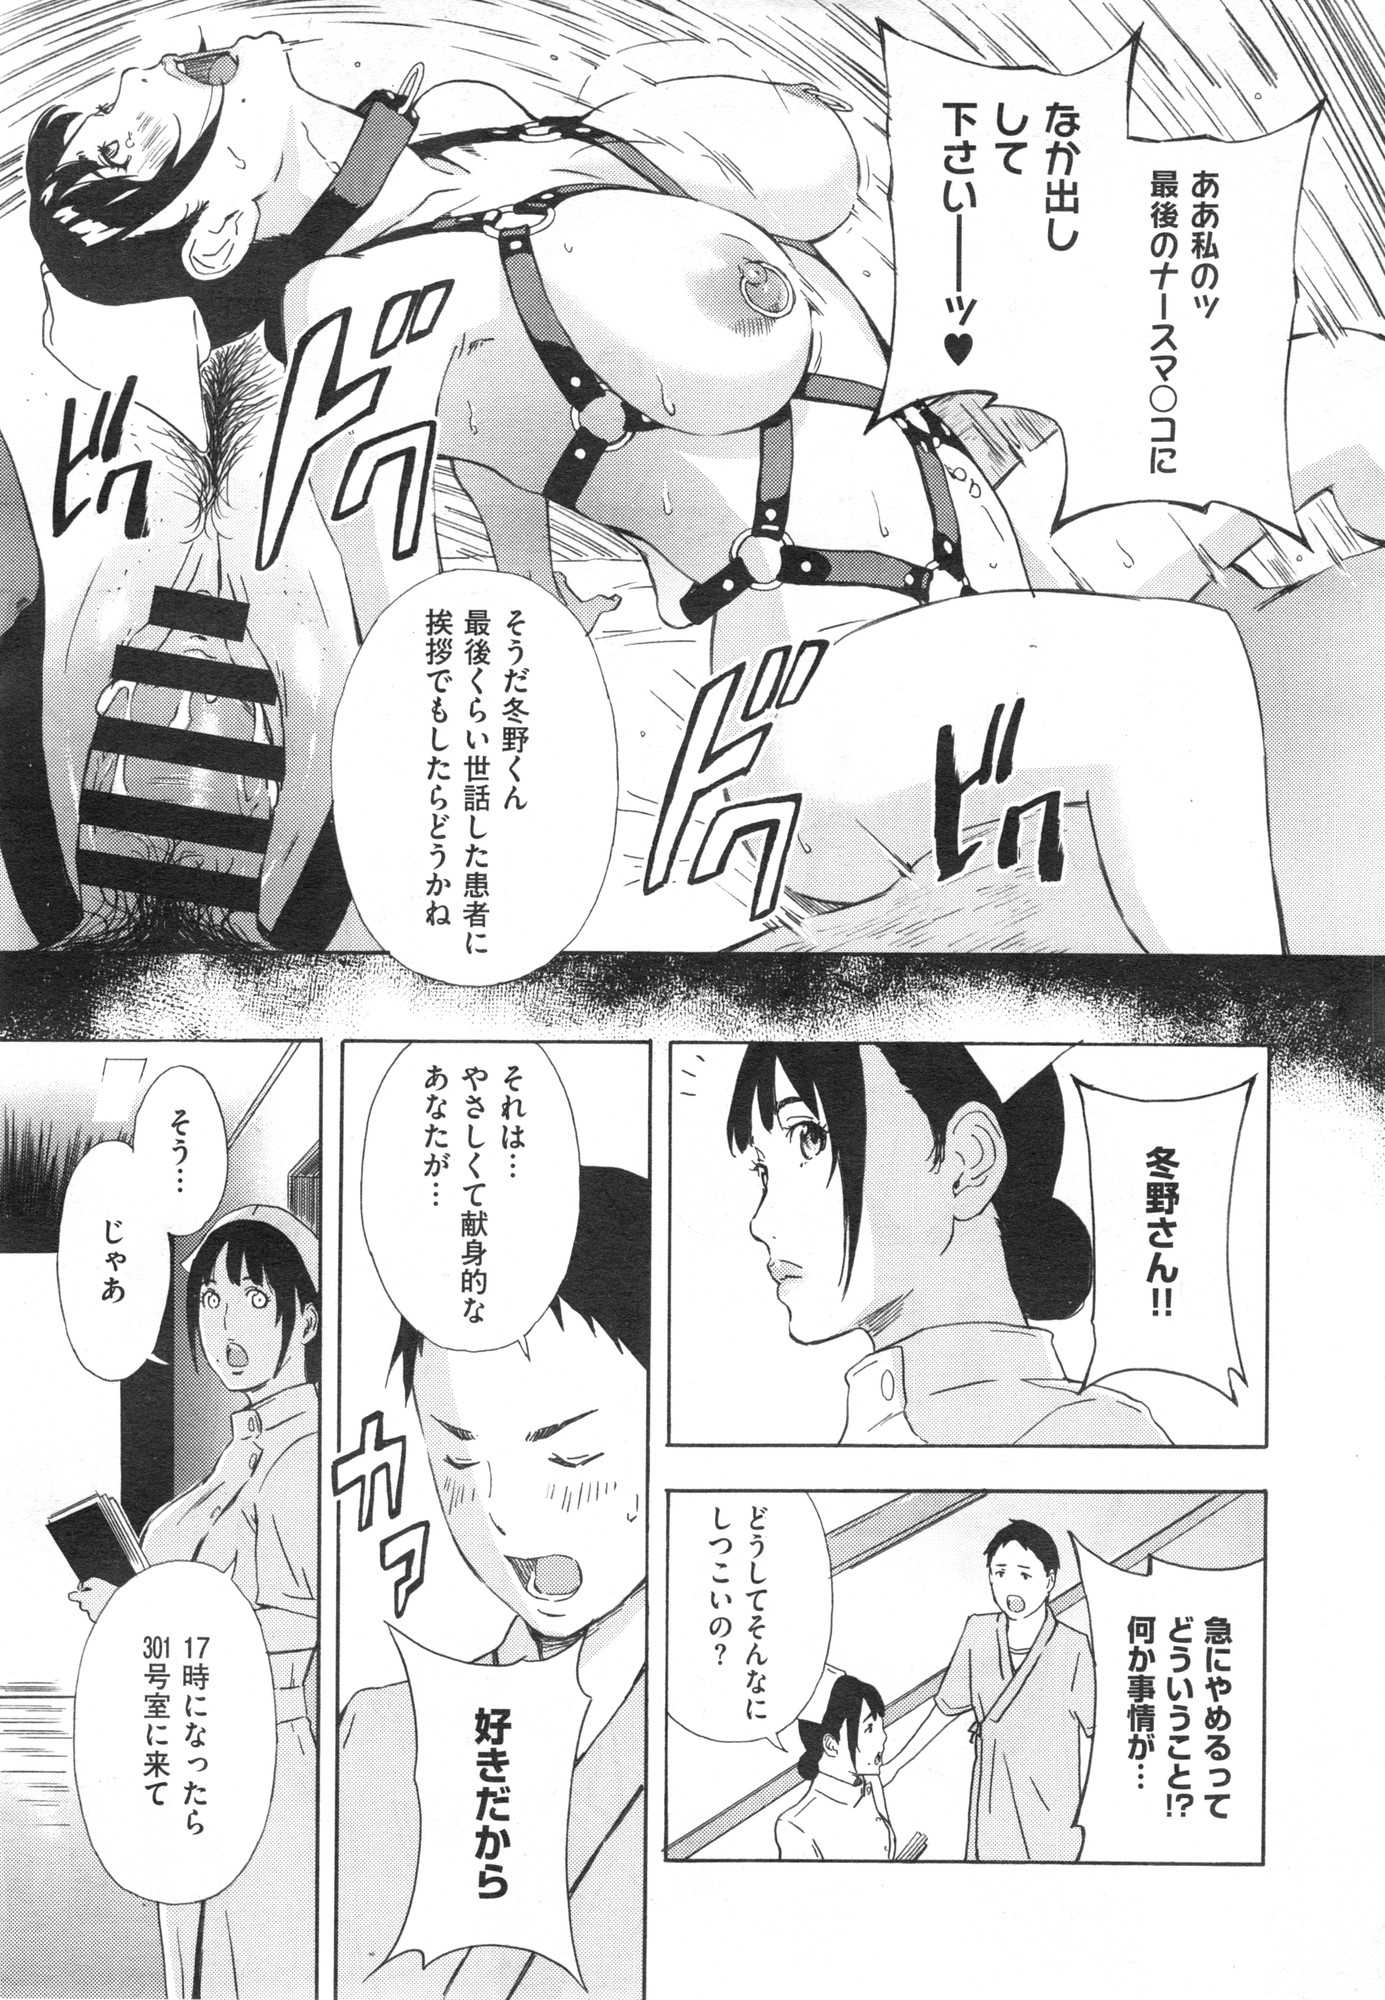 ああ私のッ
最後のナースマ○コに
なか出し
して
下さい――ッ♥
ドク
ドクッ
ドクッ
ドク
そうだ冬野くん
最後くらい世話した患者に
挨拶でもしたらどうかね
冬野さん!!
急にやめるって
どういうこと!?
何か事情が…
どうしてそんなに
しつこいの？
それは…
やさしくて献身的な
あなたが…
カァッ
好きだから
そう…
じゃあ
17時になったら
301号室に来て